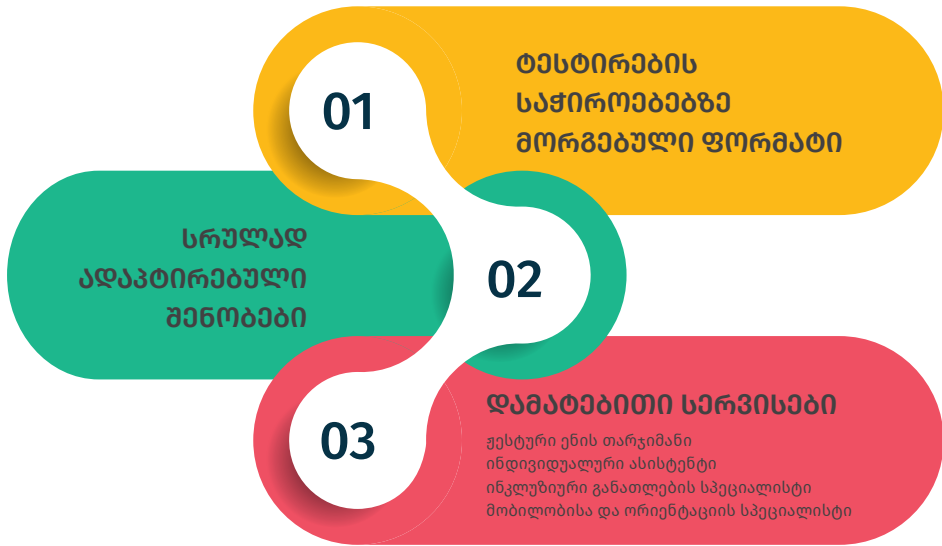 01
ტესტირების
საჭიროებებზე
მორგებული ფორმატი
სრულად
ადაპტირებული
შენობები
02
03
დამატებითი სერვისები
ჟესტური ენის თარჯიმანი
ინდივიდუალური ასისტენტი
ინკლუზიური განათლების სპეციალისტი
მობილობისა და ორიენტაციის სპეციალისტი